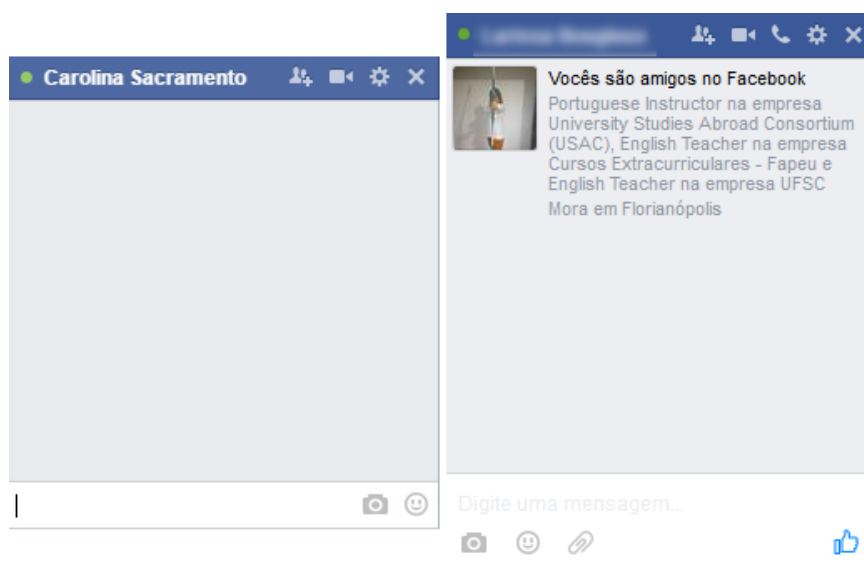 Carolina Sacramento
Vocês são amigos no Facebook
Portuguese Instructor na empresa
University Studies Abroad Consortium
(USAC), English Teacher na empresa
Cursos Extracurriculares - Fapeu e
English Teacher na empresa UFSC
Mora em Florianópolis
Digite uma mensagem...